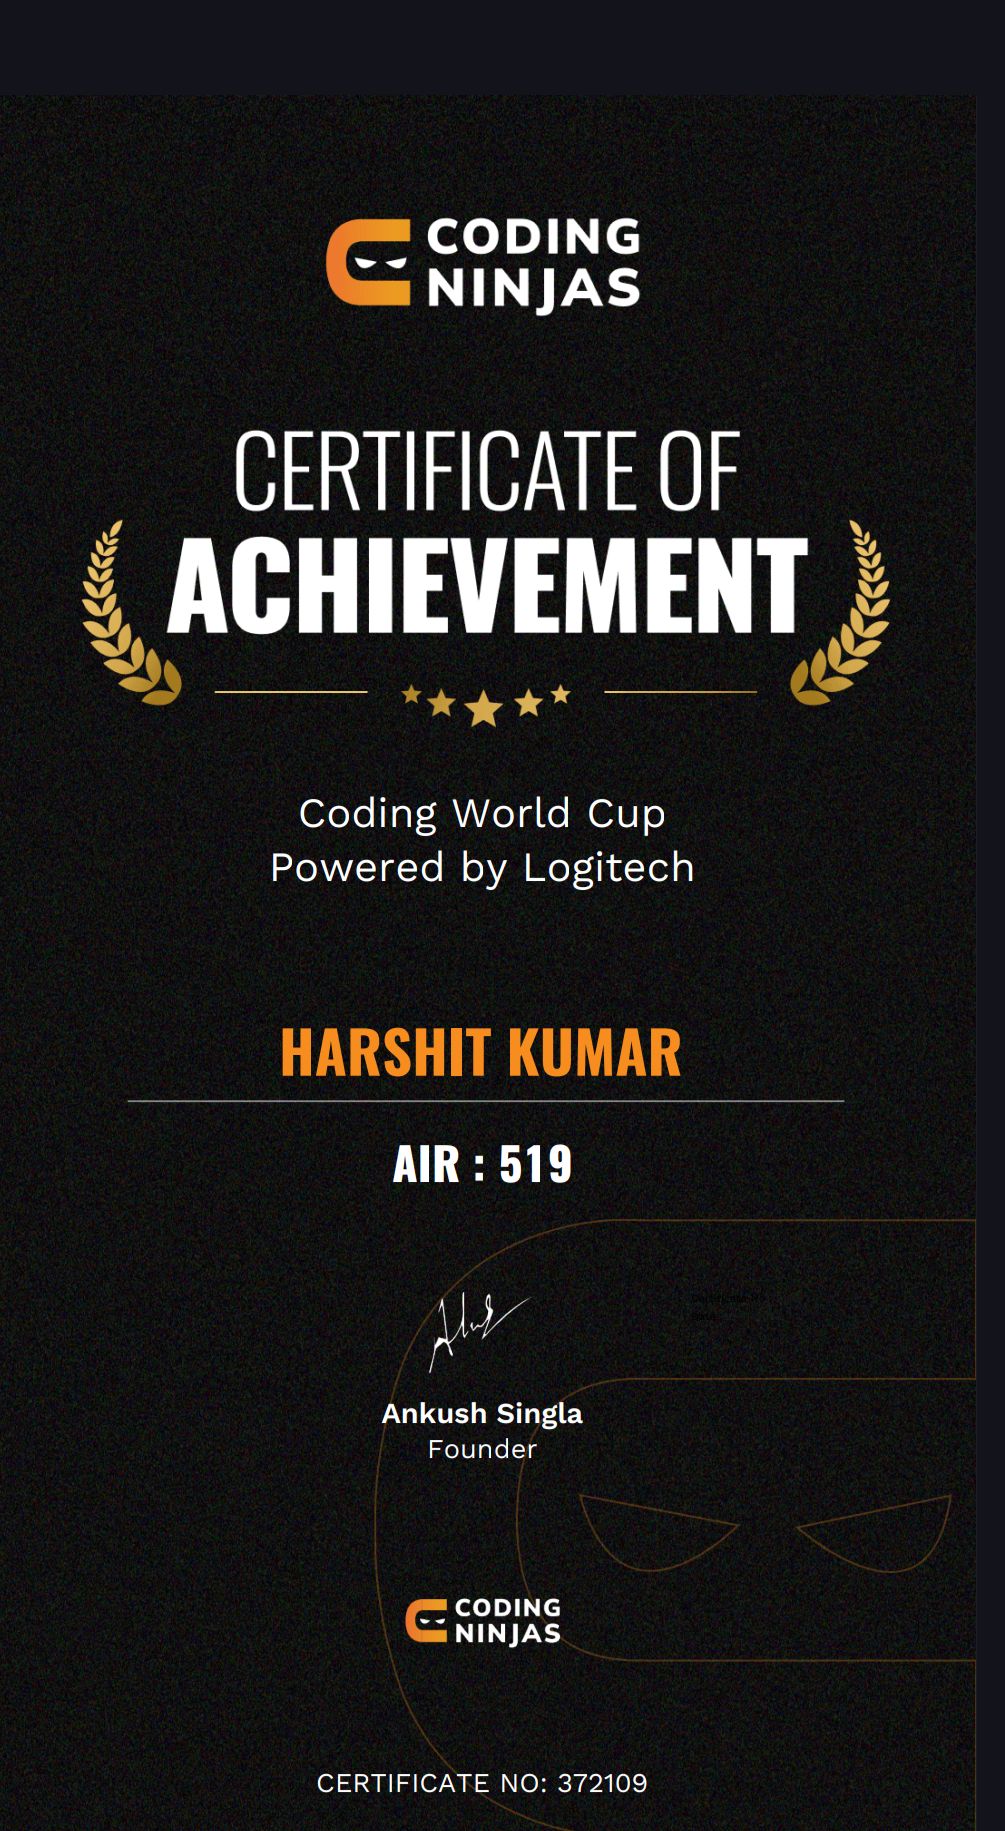 CODING
NINJAS
CERTIFICATE OF
ACHIEVEMENT
Coding World Cup
Powered by Logitech
HARSHIT KUMAR
AIR : 519
Ankush Singla
Founder
CODING
NINJAS
CERTIFICATE NO: 372109